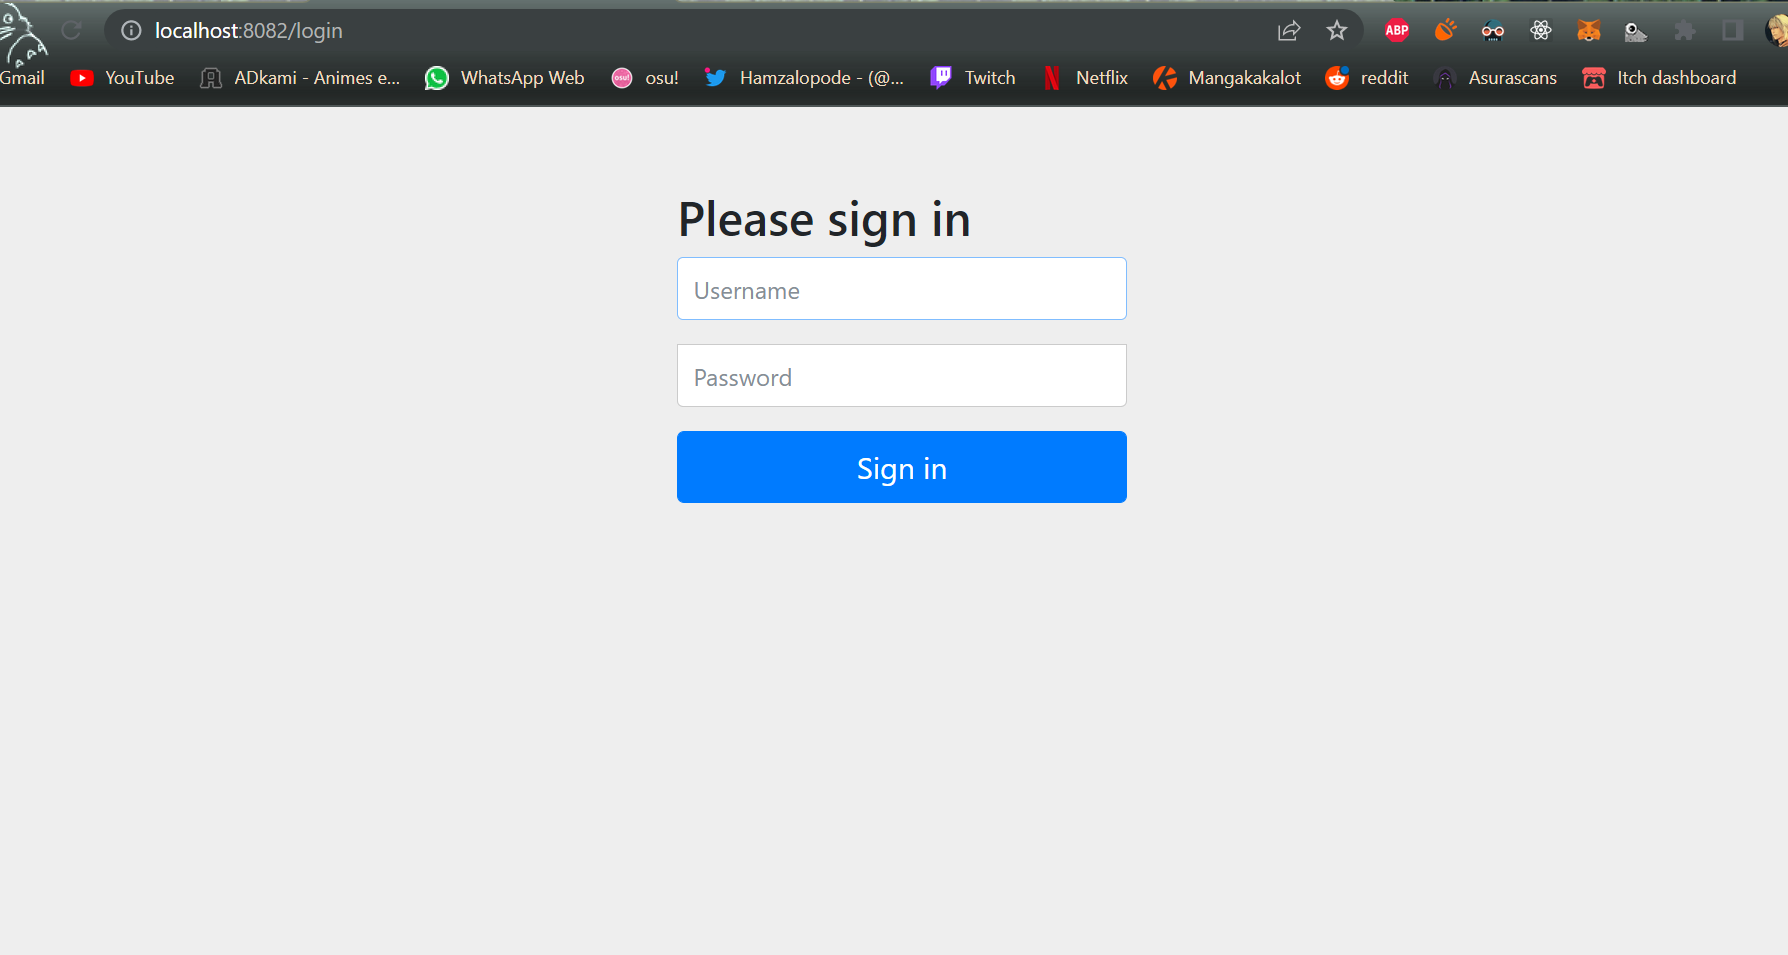 localhost:8082/login
ABP
Gmail YouTube ADkami - Animes e... WhatsApp Web osu! osu! Hamzalopode - (@... Twitch Netflix Mangakakalot reddit Asurascans Itch dashboard
Please sign in
Username
Password
Sign in